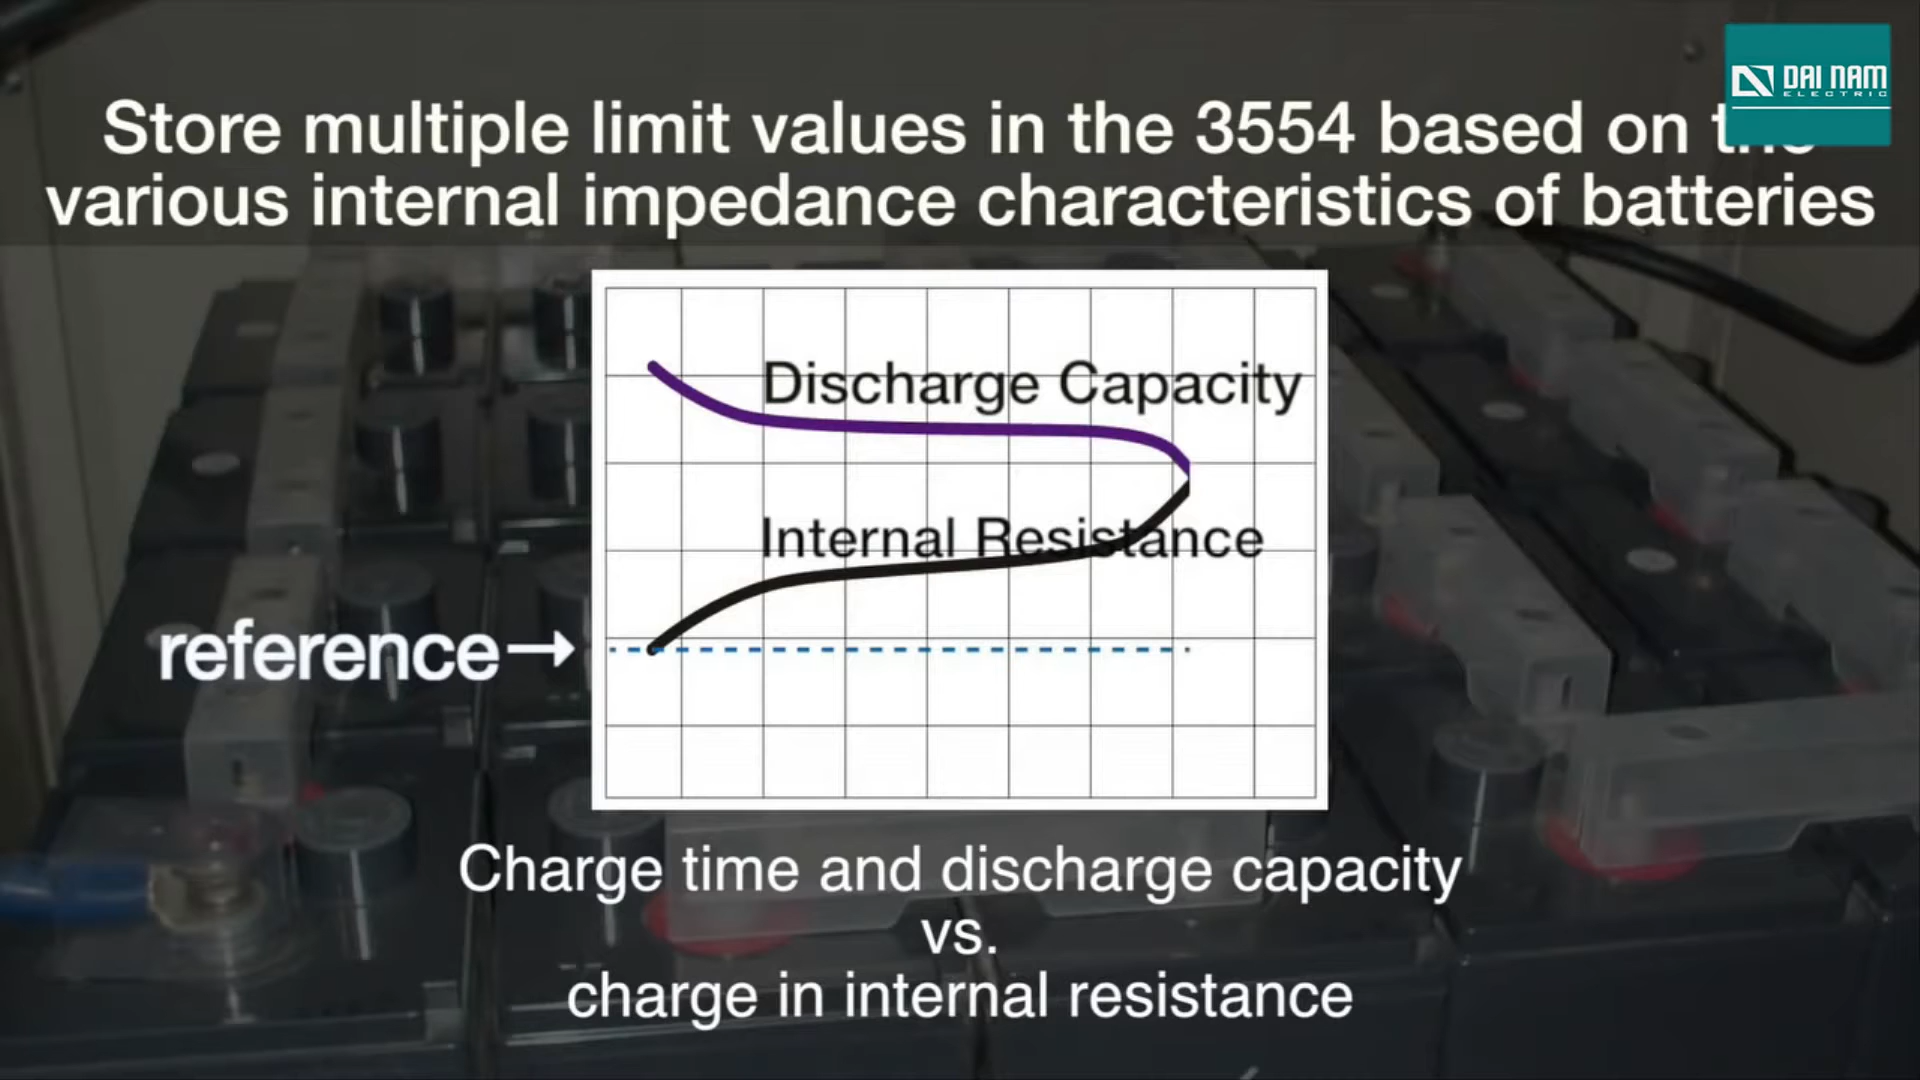 DAI NAM
ELECTRIC
Store multiple limit values in the 3554 based on the
various internal impedance characteristics of batteries
Discharge Capacity
Internal Resistance
reference→
Charge time and discharge capacity
vs.
charge in internal resistance